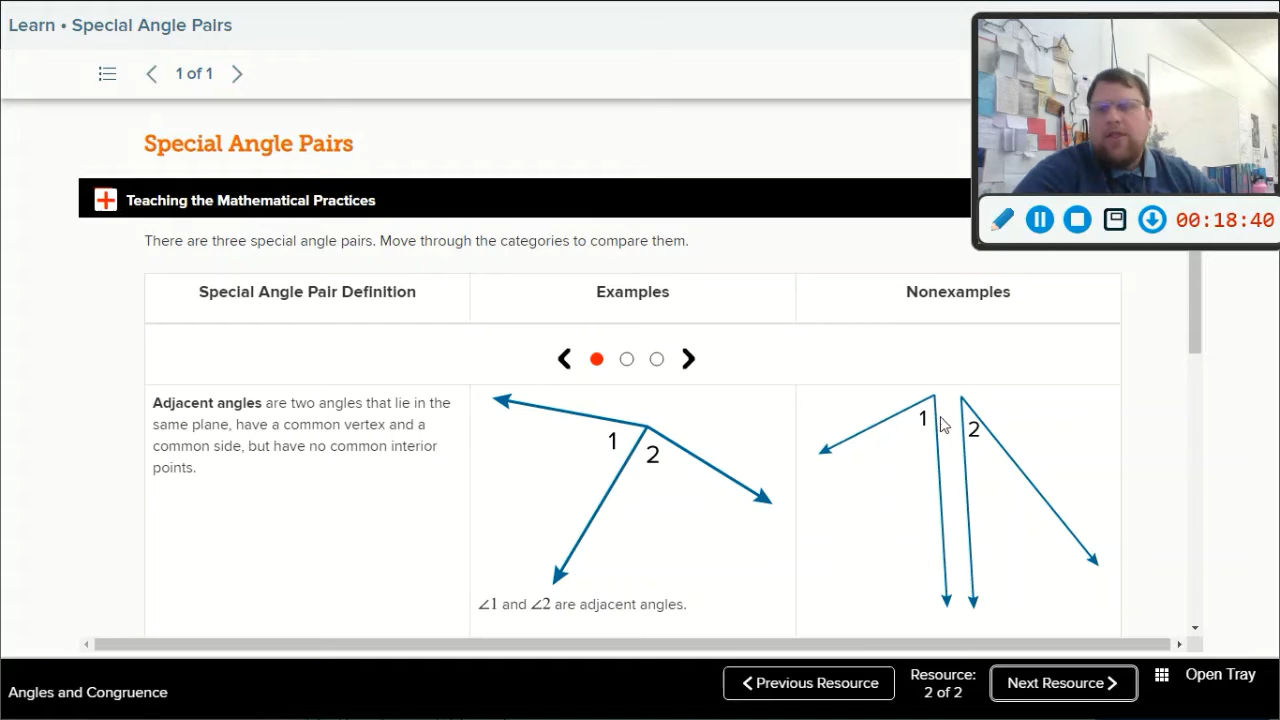 Learn • Special Angle Pairs
1 of 1
Special Angle Pairs
Teaching the Mathematical Practices
00:18:40
There are three special angle pairs. Move through the categories to compare them.
Special Angle Pair Definition
Examples
Nonexamples
Adjacent angles are two angles that lie in the
same plane, have a common vertex and a
common side, but have no common interior
points.
1
2
∠1 and ∠2 are adjacent angles.
1
2
Angles and Congruence
Previous Resource
Resource:
2 of 2
Next Resource
Open Tray